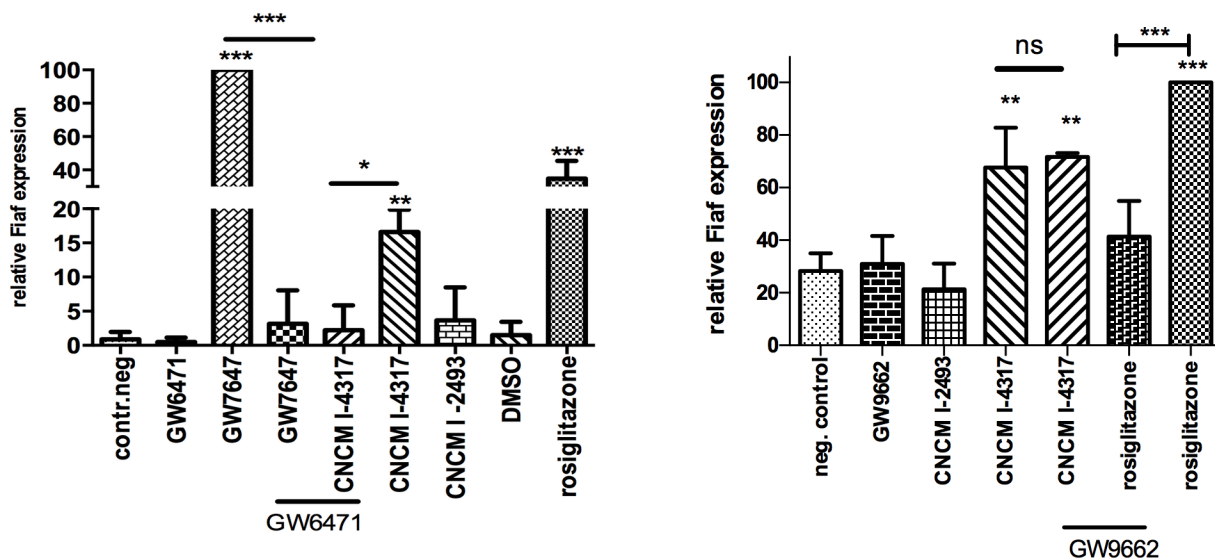 ***
***
100
80
60
40
20
15
10
5
0
relative Fiaf expression
*
**
***
contr.neg
GW6471
GW7647
GW7647
CNCM I-4317
CNCM I-4317
CNCM I -2493
DMSO
rosiglitazone
GW6471
ns
***
**
**
***
100
80
60
40
20
0
relative Fiaf expression
neg. control
GW9662
CNCM I-2493
CNCM I-4317
CNCM I-4317
rosiglitazone
rosiglitazone
GW9662